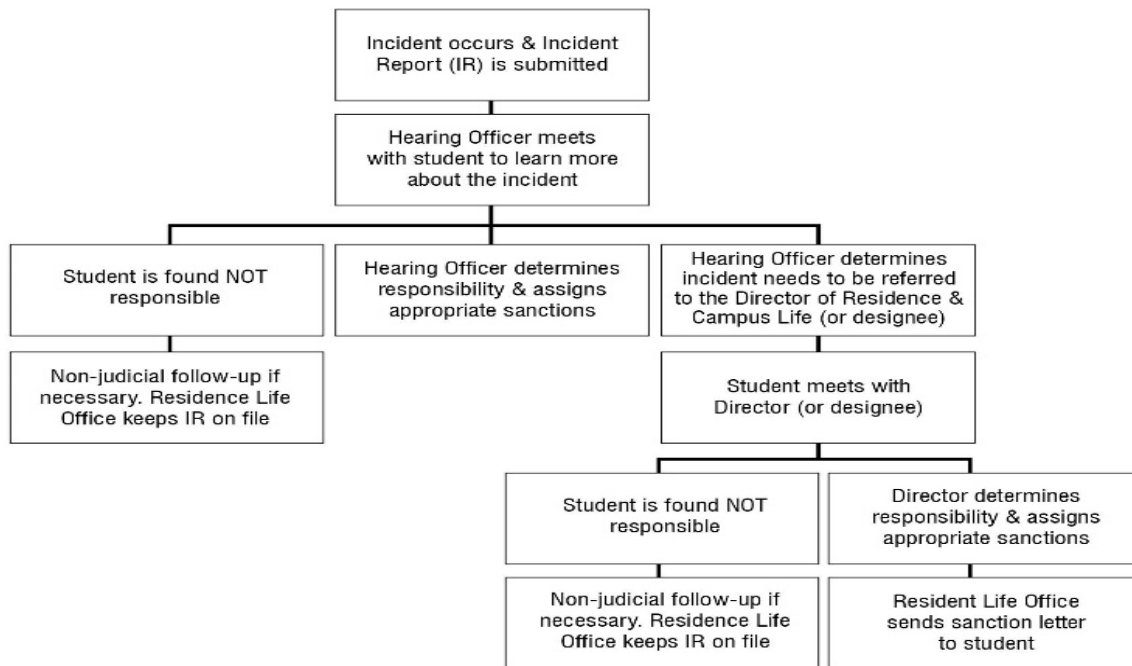 Incident occurs & Incident
Report (IR) is submitted
Hearing Officer meets
with student to learn more
about the incident
Student is found NOT
responsible
Hearing Officer determines
responsibility & assigns
appropriate sanctions
Hearing Officer determines
incident needs to be referred
to the Director of Residence &
Campus Life (or designee)
Non-judicial follow-up if
necessary. Residence Life
Office keeps IR on file
Student meets with
Director (or designee)
Student is found NOT
responsible
Director determines
responsibility & assigns
appropriate sanctions
Non-judicial follow-up if
necessary. Residence Life
Office keeps IR on file
Resident Life Office
sends sanction letter
to student